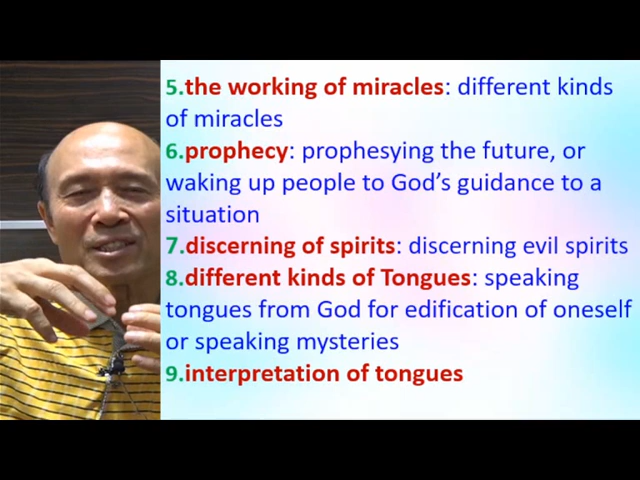 5.the working of miracles: different kinds
of miracles
6.prophecy: prophesying the future, or
waking up people to God’s guidance to a
situation
7.discerning of spirits: discerning evil spirits
8.different kinds of Tongues: speaking
tongues from God for edification of oneself
or speaking mysteries
9.interpretation of tongues